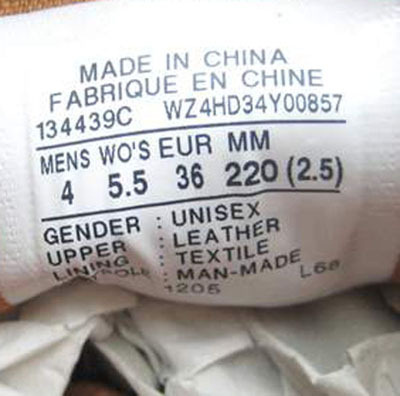 MADE IN CHINA
FABRIQUE EN CHINE
134439C WZ4HD34Y00857
MENS WO'S EUR MM
4 5.5 36 220 (2.5)
GENDER : UNISEX
UPPER : LEATHER
LINING : TEXTILE
: MAN-MADE
1205 L68